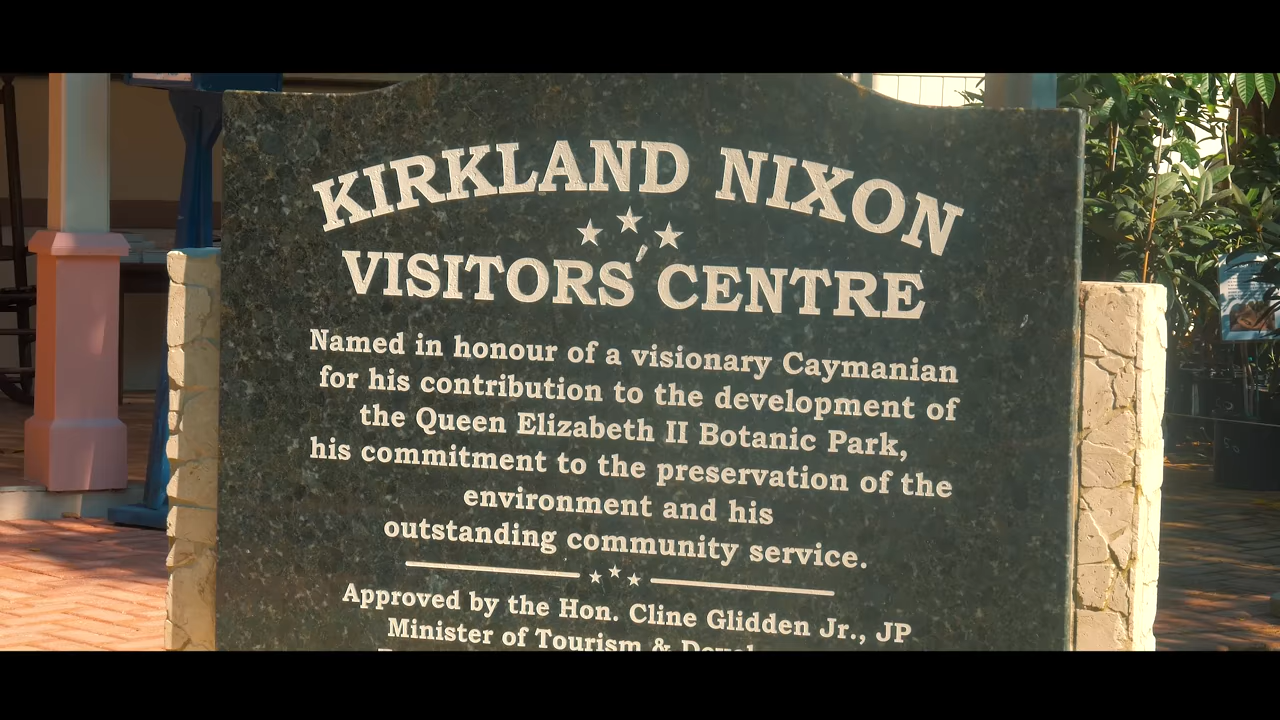 KIRKLAND NIXON
VISITORS' CENTRE
Named in honour of a visionary Caymanian
for his contribution to the development of
the Queen Elizabeth II Botanic Park,
his commitment to the preservation of the
environment and his
outstanding community service.
Approved by the Hon. Cline Glidden Jr., JP
Minister of Tourism &